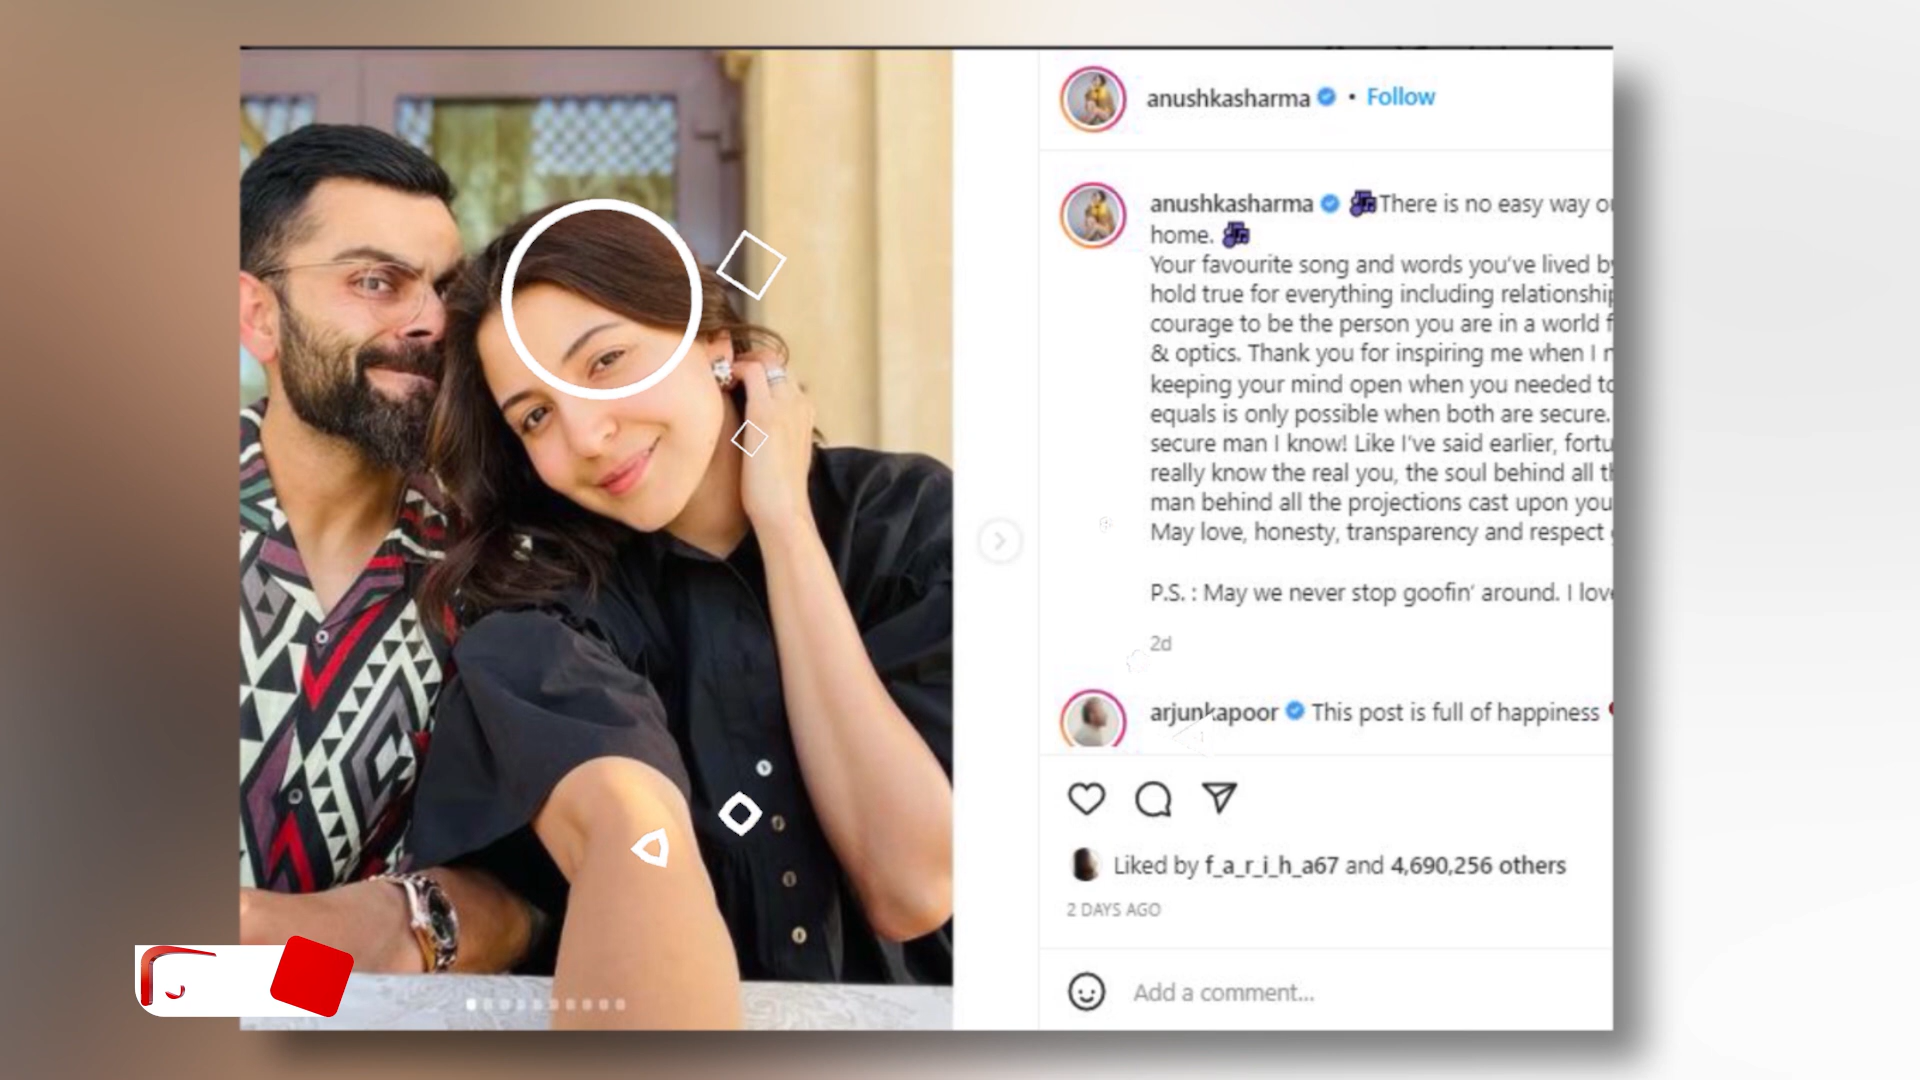 anushkasharma • Follow
anushkasharma There is no easy way
home.
Your favourite song and words you've lived by
hold true for everything including
courage to be the person you are in a world
& optics. Thank you for inspiring me when I
keeping your mind open when you needed
equals is only possible when both are secure.
secure man I know! Like I've said earlier,
really know the real you, the soul behind all
man behind all the projections cast upon you
May love, honesty, transparency and respect
P.S. : May we never stop goofin' around. I
2d
arjunkapoor This post is full of happiness
Liked by f_a_r_i_h_a67 and 4,690,256 others
2 DAYS AGO
Add a comment...